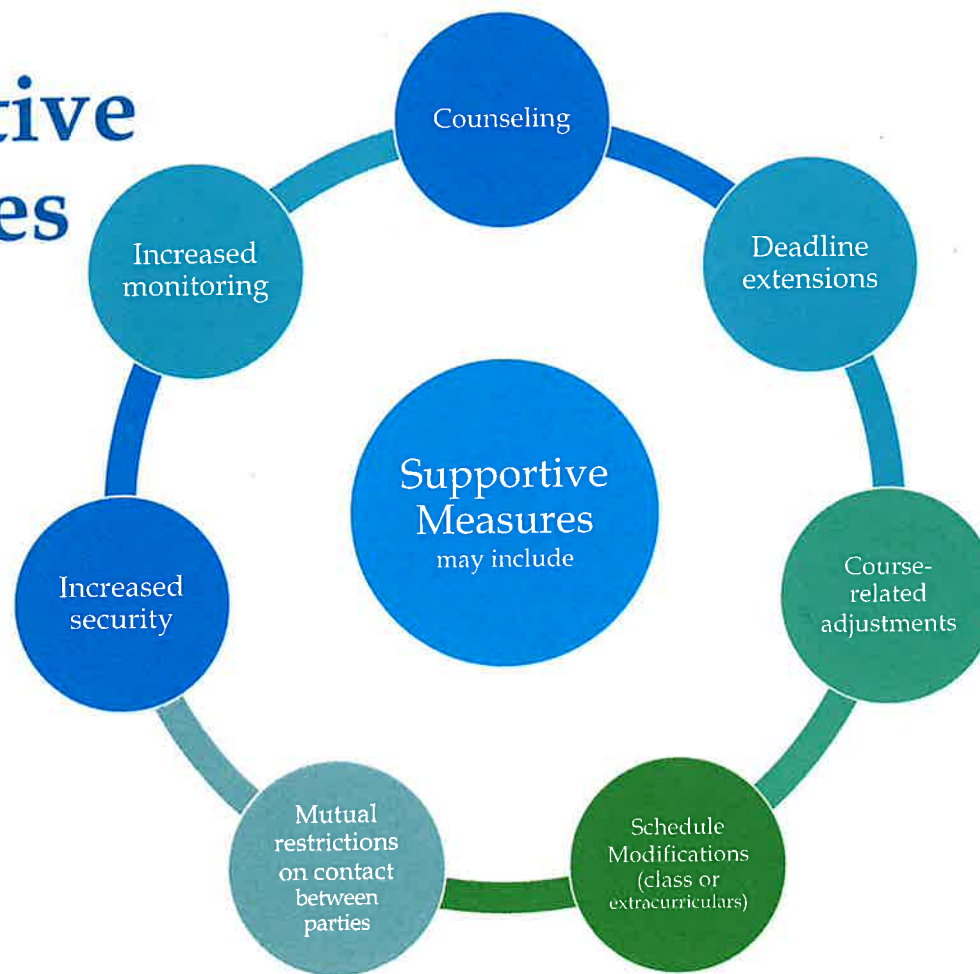 tive
es
Counseling
Deadline
extensions
Course-
related
adjustments
Schedule
Modifications
(class or
extracurriculars)
Mutual
restrictions
on contact
between
parties
Increased
security
Increased
monitoring
Supportive
Measures
may include